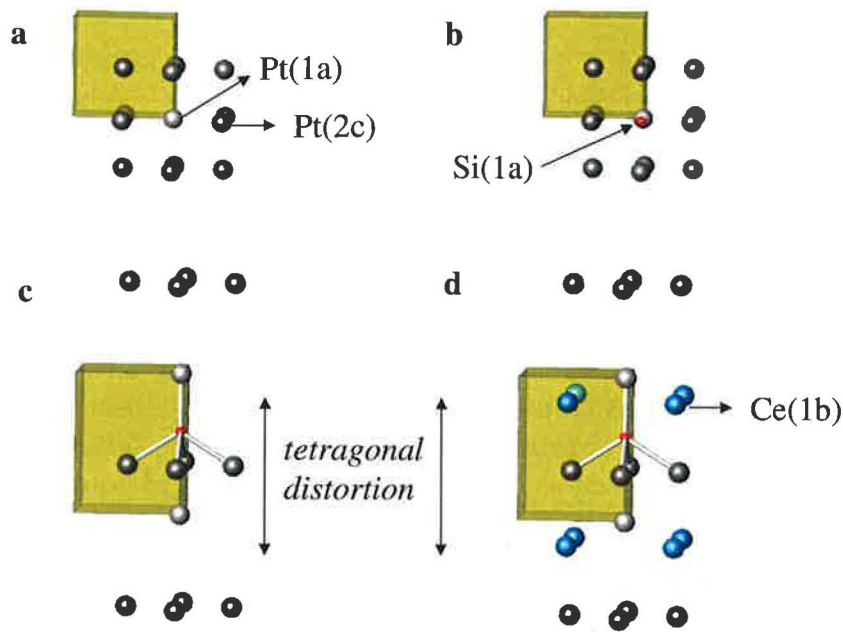 a
Pt(1a)
Pt(2c)
b
Si(1a)
c
tetragonal
distortion
d
Ce(1b)